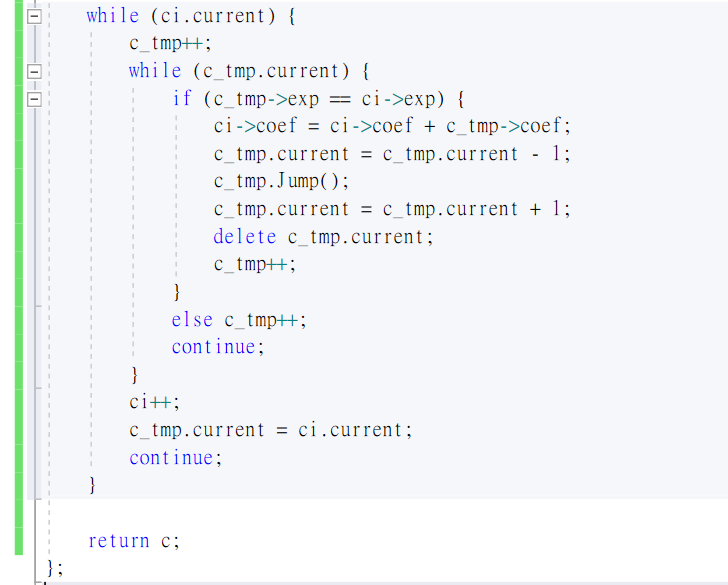 while (ci.current) {
c_tmp++;
while (c_tmp.current) {
if (c_tmp->exp == ci->exp) {
ci->coef = ci->coef + c_tmp->coef;
c_tmp.current = c_tmp.current - 1;
c_tmp.Jump();
c_tmp.current = c_tmp.current + 1;
delete c_tmp.current;
c_tmp++;
}
else c_tmp++;
continue;
}
ci++;
c_tmp.current = ci.current;
continue;
}
return c;
};